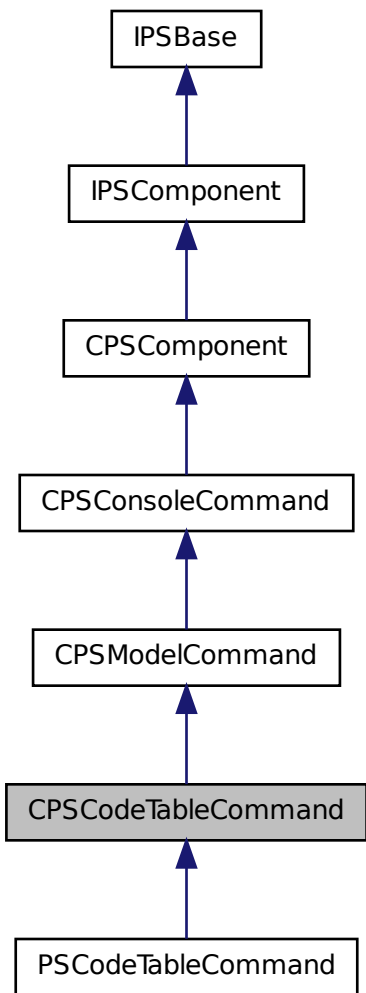 IPSBase
IPSComponent
CPSComponent
CPSConsoleCommand
CPSModelCommand
CPSCodeTableCommand
PSCodeTableCommand